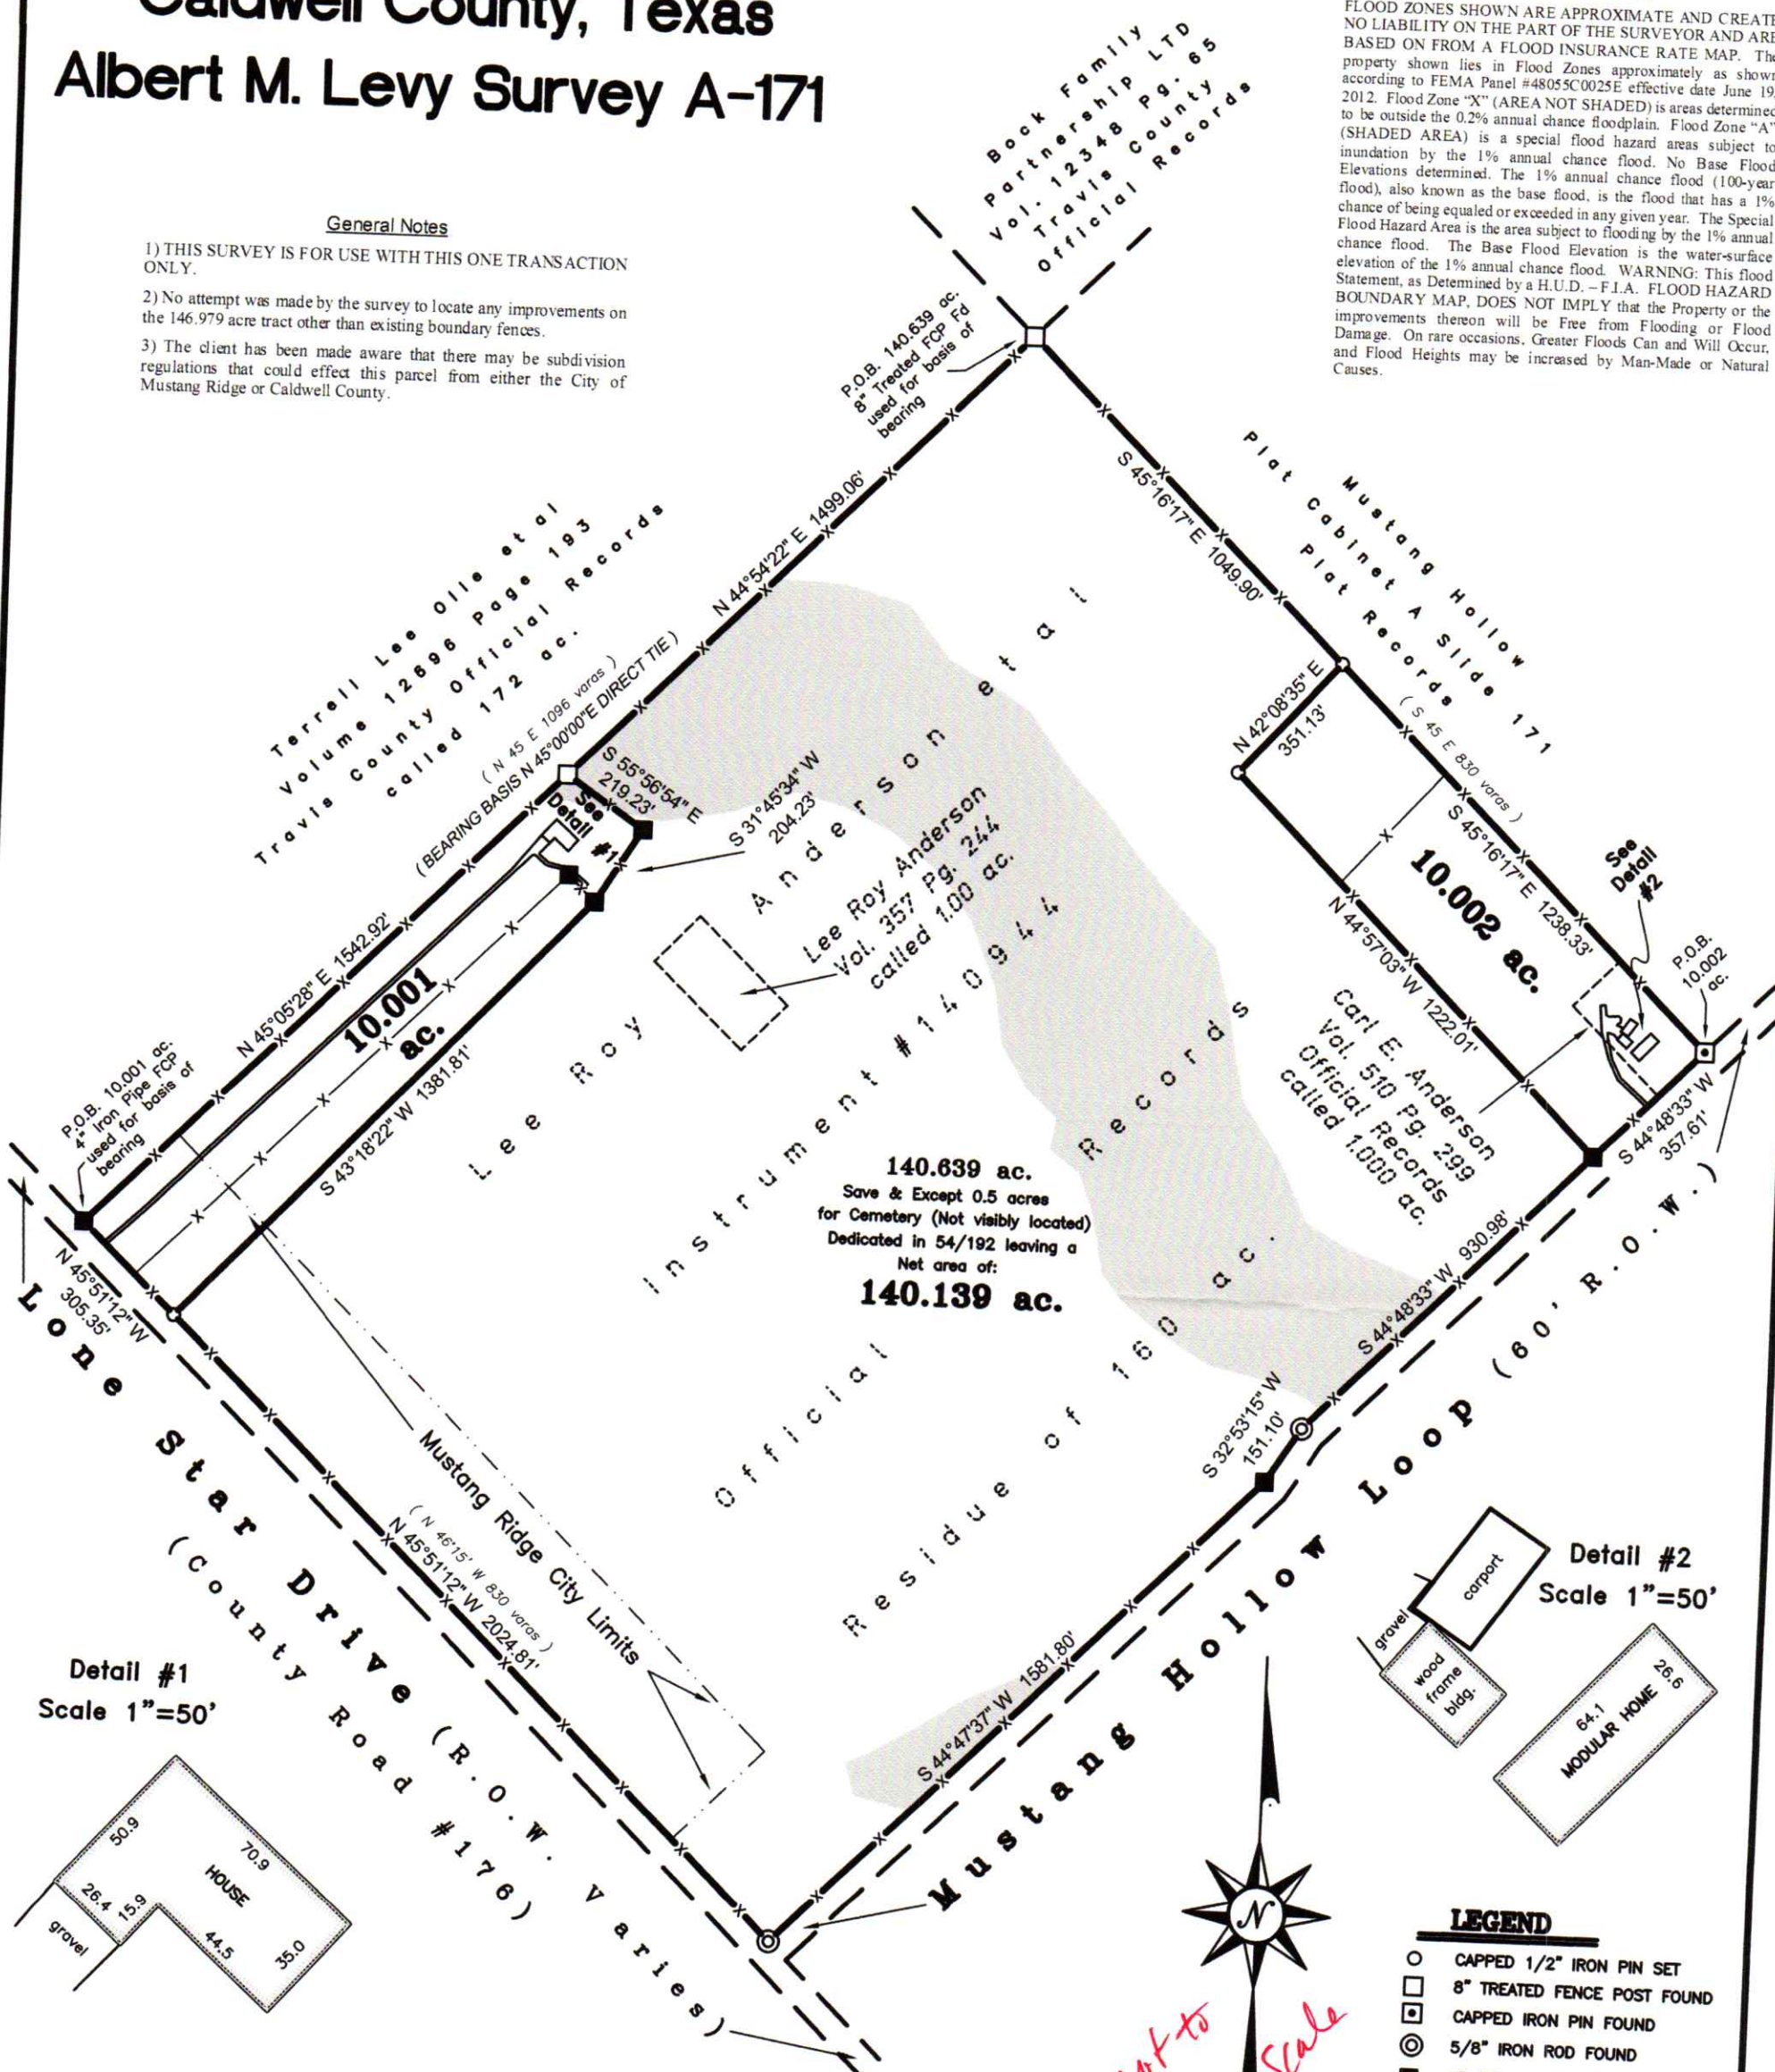 Caldwell County, Texas
Albert M. Levy Survey A-171
General Notes
1) THIS SURVEY IS FOR USE WITH THIS ONE TRANSACTION
ONLY.
2) No attempt was made by the survey to locate any improvements on
the 146.979 acre tract other than existing boundary fences.
3) The client has been made aware that there may be subdivision
regulations that could effect this parcel from either the City of
Mustang Ridge or Caldwell County.
FLOOD ZONES SHOWN ARE APPROXIMATE AND CREATE
NO LIABILITY ON THE PART OF THE SURVEYOR AND ARE
BASED ON FROM A FLOOD INSURANCE RATE MAP. The
property shown lies in Flood Zones approximately as shown
according to FEMA Panel #48055C0025E effective date June 19,
2012. Flood Zone "X" (AREA NOT SHADED) is areas determined
to be outside the 0.2% annual chance floodplain. Flood Zone "A"
(SHADED AREA) is a special flood hazard areas subject to
inundation by the 1% annual chance flood. No Base Flood
Elevations determined. The 1% annual chance flood (100-year
flood), also known as the base flood, is the flood that has a 1%
chance of being equaled or exceeded in any given year. The Special
Flood Hazard Area is the area subject to flooding by the 1% annual
chance flood. The Base Flood Elevation is the water-surface
elevation of the 1% annual chance flood. WARNING: This flood
Statement, as Determined by a H.U.D. – F.I.A. FLOOD HAZARD
BOUNDARY MAP, DOES NOT IMPLY that the Property or the
improvements thereon will be Free from Flooding or Flood
Damage. On rare occasions, Greater Floods Can and Will Occur,
and Flood Heights may be increased by Man-Made or Natural
Causes.
Bock Family
Partnership LTD
Vol. 12348 Pg. 65
Travis County
Official Records
P.O.B. 140.639 ac.
8" Treated FCP Fd
used for basis of
bearing
Terrell Lee Olle et al
Volume 12696 Page 193
Travis County Official Records
called 172 ac.
N 44°54'22" E 1499.06'
( N 45 E 1096 varas )
( BEARING BASIS N 45°00'00"E DIRECT TIE )
S 45°16'17" E 1049.90'
Mustang Hollow
Plat Cabinet A Slide 171
Plat Records
N 42°08'35" E
351.13'
( S 45 E 830 varas )
S 45°16'17" E 1238.33'
10.002 ac.
N 44°57'03" W 1222.01'
See
Detail
#2
P.O.B.
10.002
ac.
S 55°56'54" E
219.23'
See
Detail
#1
S 31°45'34" W
204.23'
N 45°05'28" E 1542.92'
10.001
ac.
S 43°18'22" W 1381.81'
P.O.B. 10.001 ac.
4" Iron Pipe FCP
used for basis of
bearing
N 45°51'12" W
305.35'
Lee Roy Anderson
Vol. 357 Pg. 244
called 1.00 ac.
Lee Roy Anderson et al
Instrument #140944
Official Records
Residue of 160 ac.
Carl E. Anderson
Vol. 510 Pg. 299
Official Records
called 1.000 ac.
140.639 ac.
Save & Except 0.5 acres
for Cemetery (Not visibly located)
Dedicated in 54/192 leaving a
Net area of:
140.139 ac.
S 44°48'33" W
357.61'
S 44°48'33" W 930.98'
S 32°53'15" W
151.10'
S 44°47'37" W 1581.80'
Mustang Hollow Loop (60' R.O.W.)
Mustang Ridge City Limits
( N 46°15' W 830 varas )
N 45°51'12" W 2024.81'
Lone Star Drive (R.O.W. Varies)
(County Road #176)
Detail #1
Scale 1"=50'
50.9
70.9
HOUSE
26.4
15.9
44.5
35.0
gravel
Detail #2
Scale 1"=50'
carport
gravel
wood
frame
bldg.
64.1
26.6
MODULAR HOME
N
Scale
LEGEND
CAPPED 1/2" IRON PIN SET
8" TREATED FENCE POST FOUND
CAPPED IRON PIN FOUND
5/8" IRON ROD FOUND